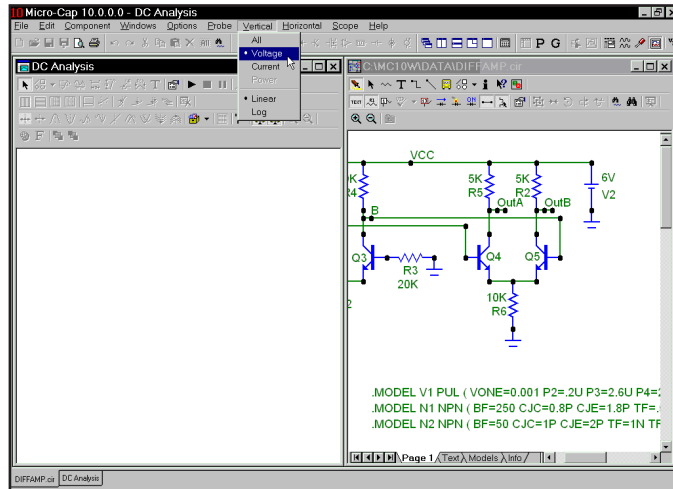 10 Micro-Cap 10.0.0.0 - DC Analysis
File Edit Component Windows Options Probe Vertical Horizontal Scope Help
All
Voltage
Current
Power
Linear
Log
DC Analysis
C:\MC10W\DATA\DIFFAMP.cir
VCC
5K
R5
5K
R2
6V
V2
OutA
OutB
R4
B
Q3
R3
20K
Q4
Q5
10K
R6
.MODEL V1 PUL ( VONE=0.001 P2=.2U P3=2.6U P4=
.MODEL N1 NPN ( BF=250 CJC=0.8P CJE=1.8P TF=.
.MODEL N2 NPN ( BF=50 CJC=1P CJE=2P TF=1N TF
Page 1 Text Models Info
DIFFAMP.cir DC Analysis